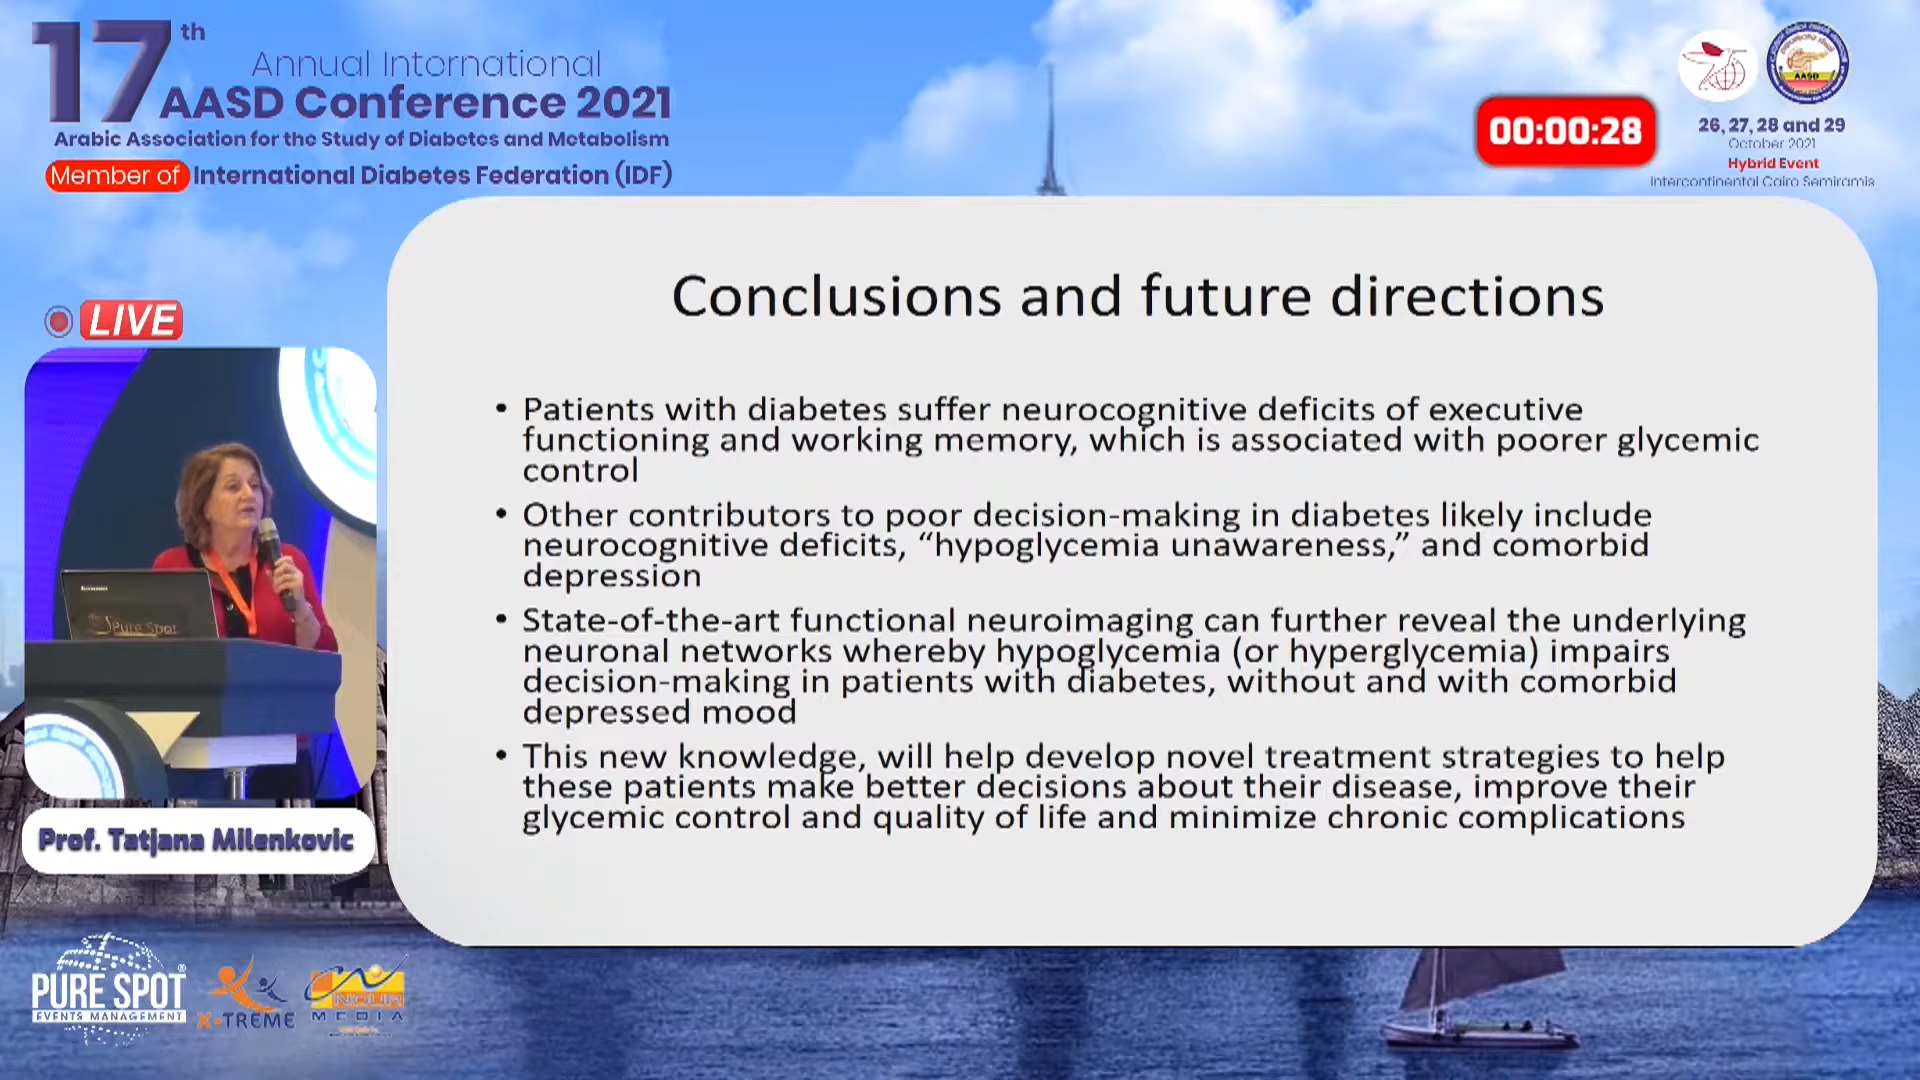 17th
Annual International
AASD Conference 2021
Arabic Association for the Study of Diabetes and Metabolism
Member of International Diabetes Federation (IDF)
00:00:28
AASD
26, 27, 28 and 29
October 2021
Hybrid Event
Intercontinental Cairo Semiramis
LIVE
Conclusions and future directions
• Patients with diabetes suffer neurocognitive deficits of executive
functioning and working memory, which is associated with poorer glycemic
control
• Other contributors to poor decision-making in diabetes likely include
neurocognitive deficits, “hypoglycemia unawareness,” and comorbid
depression
• State-of-the-art functional neuroimaging can further reveal the underlying
neuronal networks whereby hypoglycemia (or hyperglycemia) impairs
decision-making in patients with diabetes, without and with comorbid
depressed mood
• This new knowledge, will help develop novel treatment strategies to help
these patients make better decisions about their disease, improve their
glycemic control and quality of life and minimize chronic complications
lenovo
Pure Spot
Prof. Tatjana Milenkovic
PURE SPOT®
EVENTS MANAGEMENT
X-TREME
NOUR
MEDIA